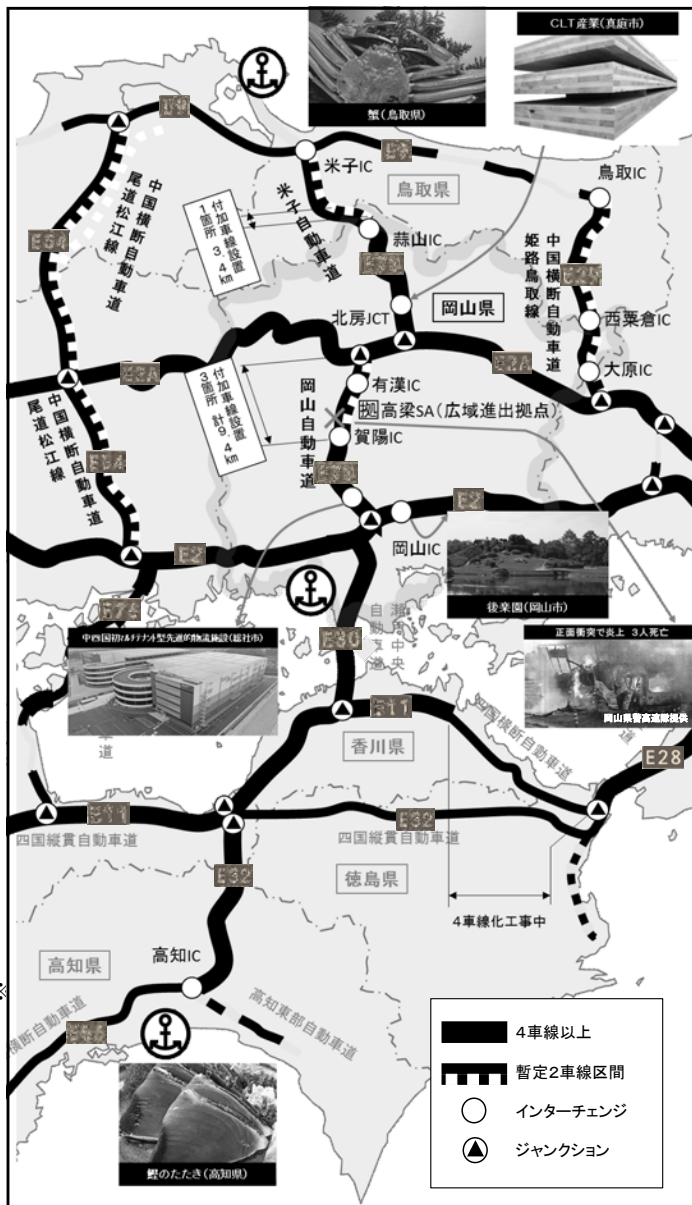 CLT産業(真庭市)
蟹(鳥取県)
E9
E9
米子IC
鳥取県
鳥取IC
中国横断自動車道
尾道松江線
米子自動車道
付加車線設置
1箇所 3.4km
蒜山IC
中国横断自動車道
姫路鳥取線
E54
北房JCT
岡山県
西粟倉IC
大原IC
E2A
E2A
付加車線設置
3箇所 計9.4km
岡山自動車道
有漢IC
拠 高梁SA(広域進出拠点)
賀陽IC
中国横断自動車道
尾道松江線
E54
E2
E2
岡山IC
後楽園(岡山市)
E76
E30
瀬戸中央
自動車道
中四国初マルチテナント型先進的物流施設(総社市)
正面衝突で炎上 3人死亡
岡山県警高速隊提供
E11
香川県
四国横断自動車道
E28
E11
四国縦貫自動車道
四国縦貫自動車道
E32
E32
徳島県
4車線化工事中
高知IC
高知県
横断自動車道
高知東部自動車道
鰹のたたき(高知県)
4車線以上
暫定2車線区間
インターチェンジ
ジャンクション